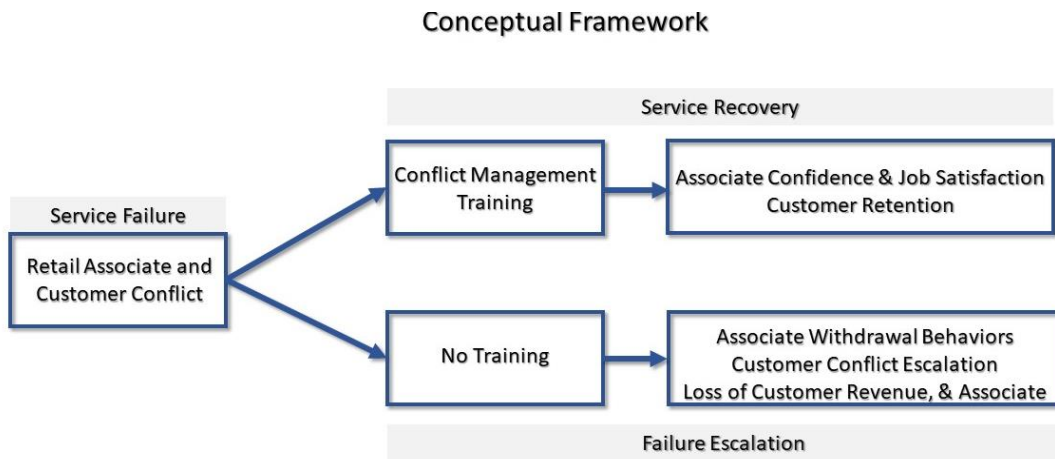 Conceptual Framework
Service Recovery
Conflict Management
Training
Associate Confidence & Job Satisfaction
Customer Retention
Service Failure
Retail Associate and
Customer Conflict
No Training
Associate Withdrawal Behaviors
Customer Conflict Escalation
Loss of Customer Revenue, & Associate
Failure Escalation